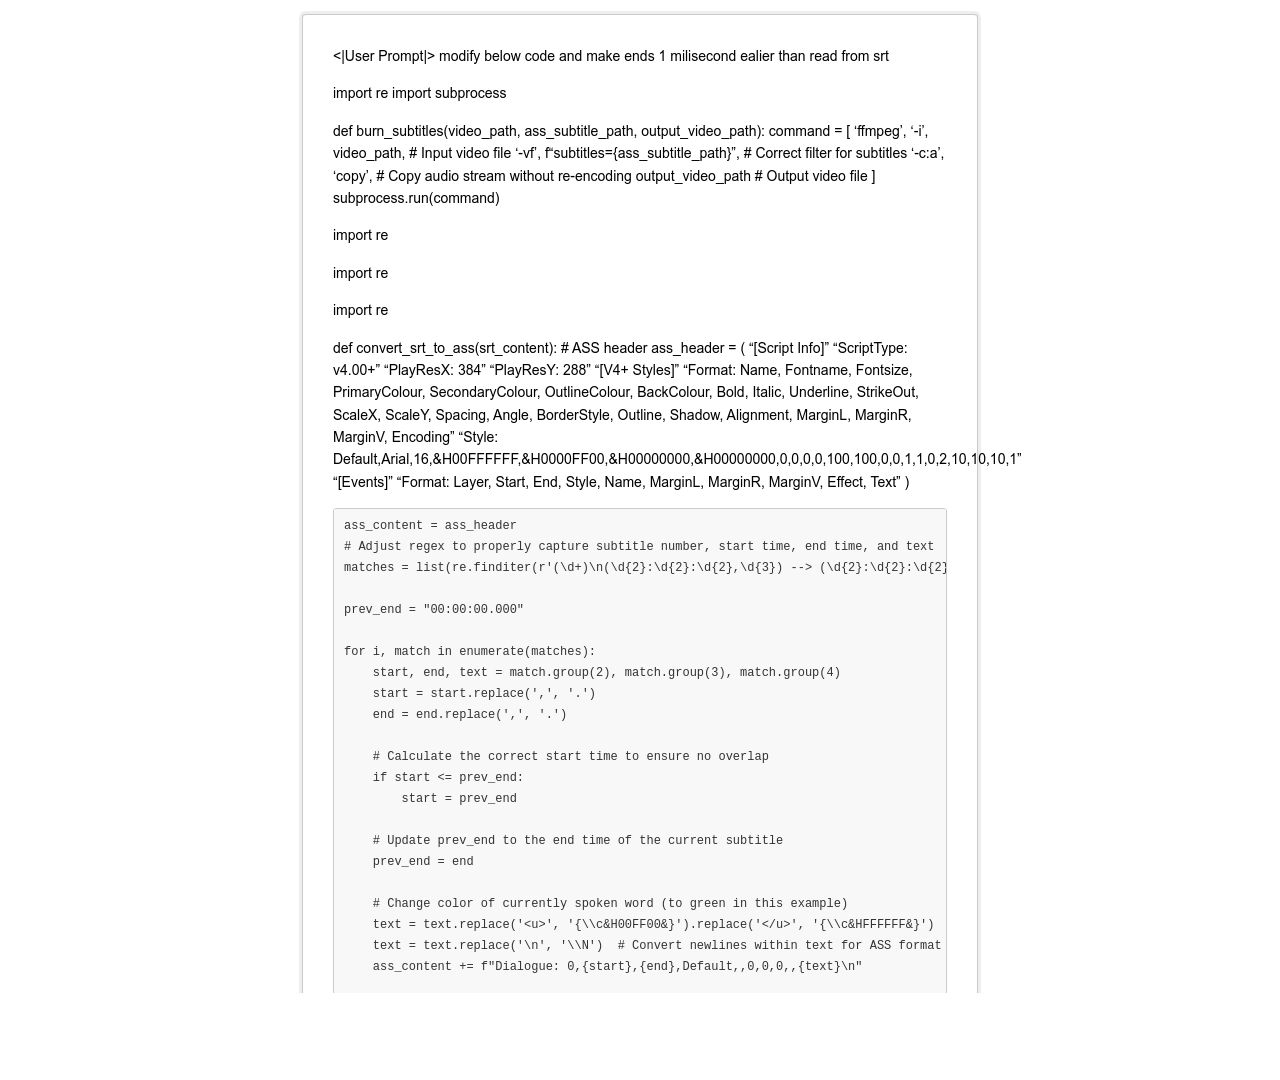 <|User Prompt|> modify below code and make ends 1 milisecond ealier than read from srt
import re import subprocess
def burn_subtitles(video_path, ass_subtitle_path, output_video_path): command = [ ‘ffmpeg’, ‘-i’,
video_path, # Input video file ‘-vf’, f“subtitles={ass_subtitle_path}”, # Correct filter for subtitles ‘-c:a’,
‘copy’, # Copy audio stream without re-encoding output_video_path # Output video file ]
subprocess.run(command)
import re
import re
import re
def convert_srt_to_ass(srt_content): # ASS header ass_header = ( “[Script Info]” “ScriptType:
v4.00+” “PlayResX: 384” “PlayResY: 288” “[V4+ Styles]” “Format: Name, Fontname, Fontsize,
PrimaryColour, SecondaryColour, OutlineColour, BackColour, Bold, Italic, Underline, StrikeOut,
ScaleX, ScaleY, Spacing, Angle, BorderStyle, Outline, Shadow, Alignment, MarginL, MarginR,
MarginV, Encoding” “Style:
Default,Arial,16,&H00FFFFFF,&H0000FF00,&H00000000,&H00000000,0,0,0,0,100,100,0,0,1,1,0,2,10,10,10,1”
“[Events]” “Format: Layer, Start, End, Style, Name, MarginL, MarginR, MarginV, Effect, Text” )
ass_content = ass_header
# Adjust regex to properly capture subtitle number, start time, end time, and text
matches = list(re.finditer(r'(\d+)\n(\d{2}:\d{2}:\d{2},\d{3}) --> (\d{2}:\d{2}:\d{2}
prev_end = "00:00:00.000"
for i, match in enumerate(matches):
    start, end, text = match.group(2), match.group(3), match.group(4)
    start = start.replace(',', '.')
    end = end.replace(',', '.')
    # Calculate the correct start time to ensure no overlap
    if start <= prev_end:
        start = prev_end
    # Update prev_end to the end time of the current subtitle
    prev_end = end
    # Change color of currently spoken word (to green in this example)
    text = text.replace('<u>', '{\\c&H00FF00&}').replace('</u>', '{\\c&HFFFFFF&}')
    text = text.replace('\n', '\\N')  # Convert newlines within text for ASS format
    ass_content += f"Dialogue: 0,{start},{end},Default,,0,0,0,,{text}\n"